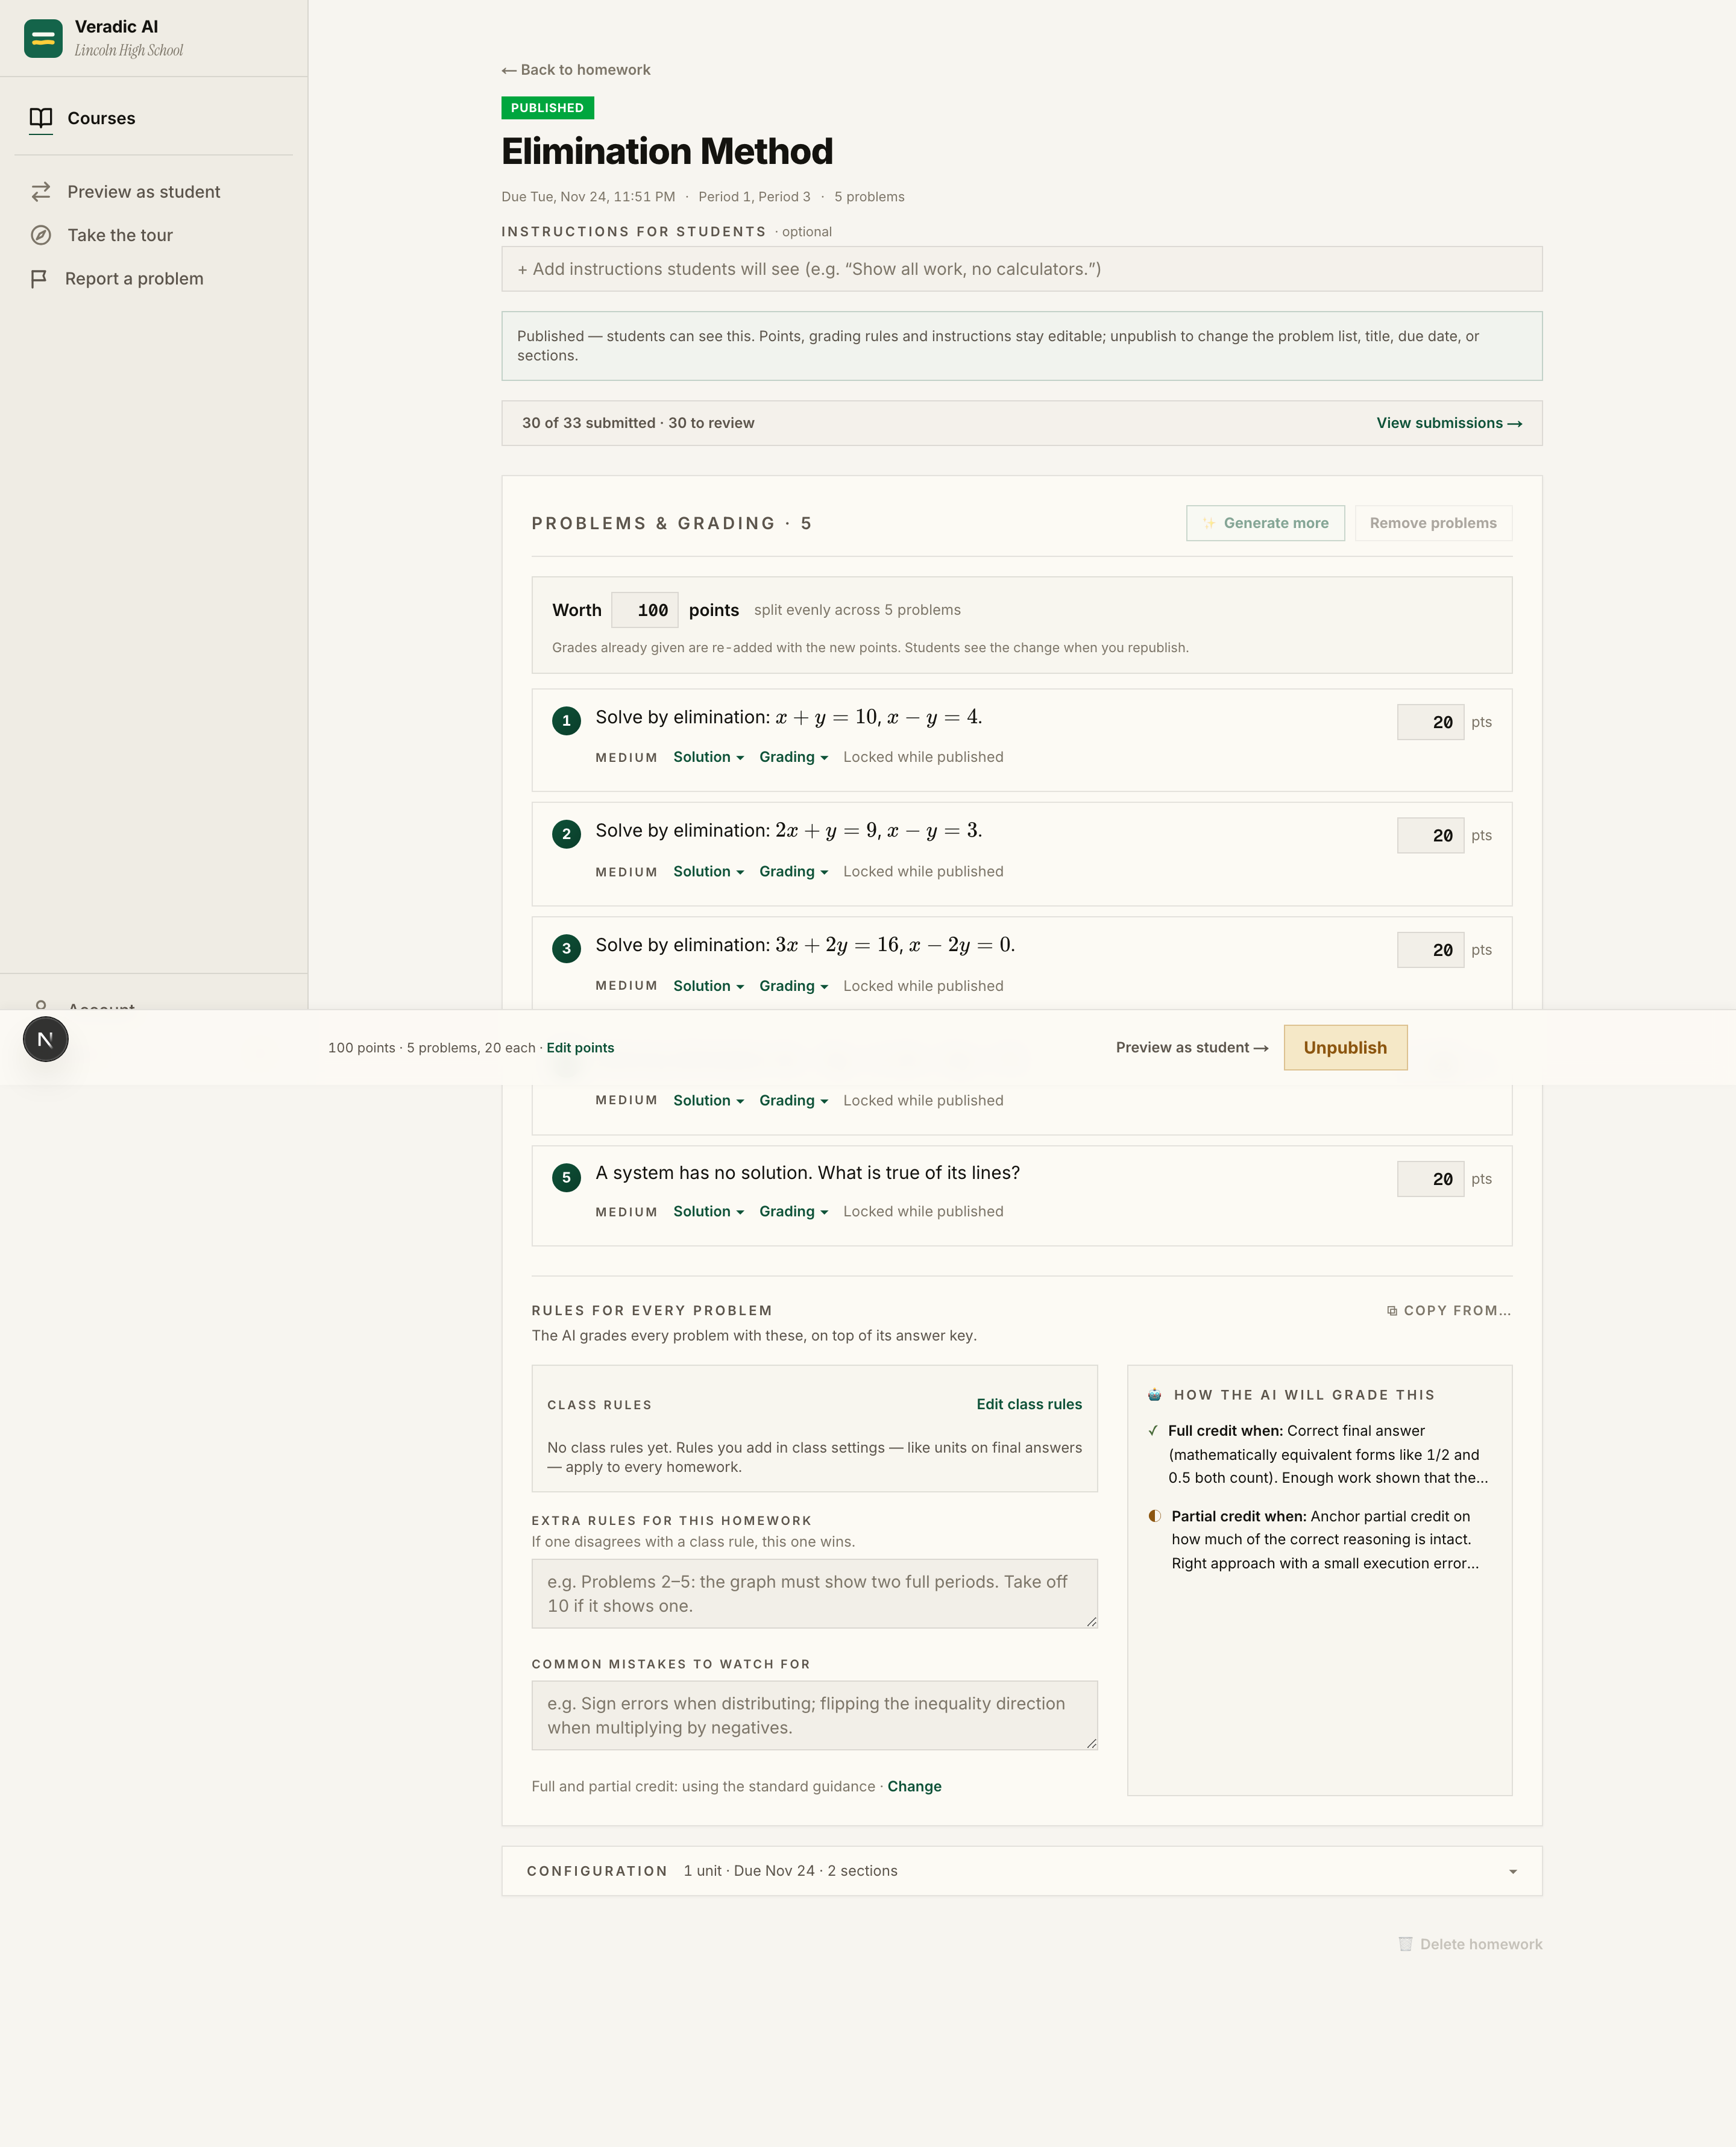 Veradic AI
Lincoln High School
Courses
Preview as student
Take the tour
Report a problem
← Back to homework
PUBLISHED
Elimination Method
Due Tue, Nov 24, 11:51 PM · Period 1, Period 3 · 5 problems
INSTRUCTIONS FOR STUDENTS · optional
+ Add instructions students will see (e.g. “Show all work, no calculators.”)
Published — students can see this. Points, grading rules and instructions stay editable; unpublish to change the problem list, title, due date, or
sections.
30 of 33 submitted · 30 to review View submissions →
PROBLEMS & GRADING · 5 ✨ Generate more Remove problems
Worth 100 points split evenly across 5 problems
Grades already given are re-added with the new points. Students see the change when you republish.
1 Solve by elimination: x + y = 10, x − y = 4. 20 pts
MEDIUM Solution Grading Locked while published
2 Solve by elimination: 2x + y = 9, x − y = 3. 20 pts
MEDIUM Solution Grading Locked while published
3 Solve by elimination: 3x + 2y = 16, x − 2y = 0. 20 pts
MEDIUM Solution Grading Locked while published
Account
N 100 points · 5 problems, 20 each · Edit points Preview as student → Unpublish
MEDIUM Solution Grading Locked while published
5 A system has no solution. What is true of its lines? 20 pts
MEDIUM Solution Grading Locked while published
RULES FOR EVERY PROBLEM COPY FROM…
The AI grades every problem with these, on top of its answer key.
CLASS RULES Edit class rules
No class rules yet. Rules you add in class settings — like units on final answers
— apply to every homework.
EXTRA RULES FOR THIS HOMEWORK
If one disagrees with a class rule, this one wins.
e.g. Problems 2–5: the graph must show two full periods. Take off
10 if it shows one.
COMMON MISTAKES TO WATCH FOR
e.g. Sign errors when distributing; flipping the inequality direction
when multiplying by negatives.
Full and partial credit: using the standard guidance · Change
HOW THE AI WILL GRADE THIS
✓ Full credit when: Correct final answer
(mathematically equivalent forms like 1/2 and
0.5 both count). Enough work shown that the…
Partial credit when: Anchor partial credit on
how much of the correct reasoning is intact.
Right approach with a small execution error…
CONFIGURATION 1 unit · Due Nov 24 · 2 sections
Delete homework